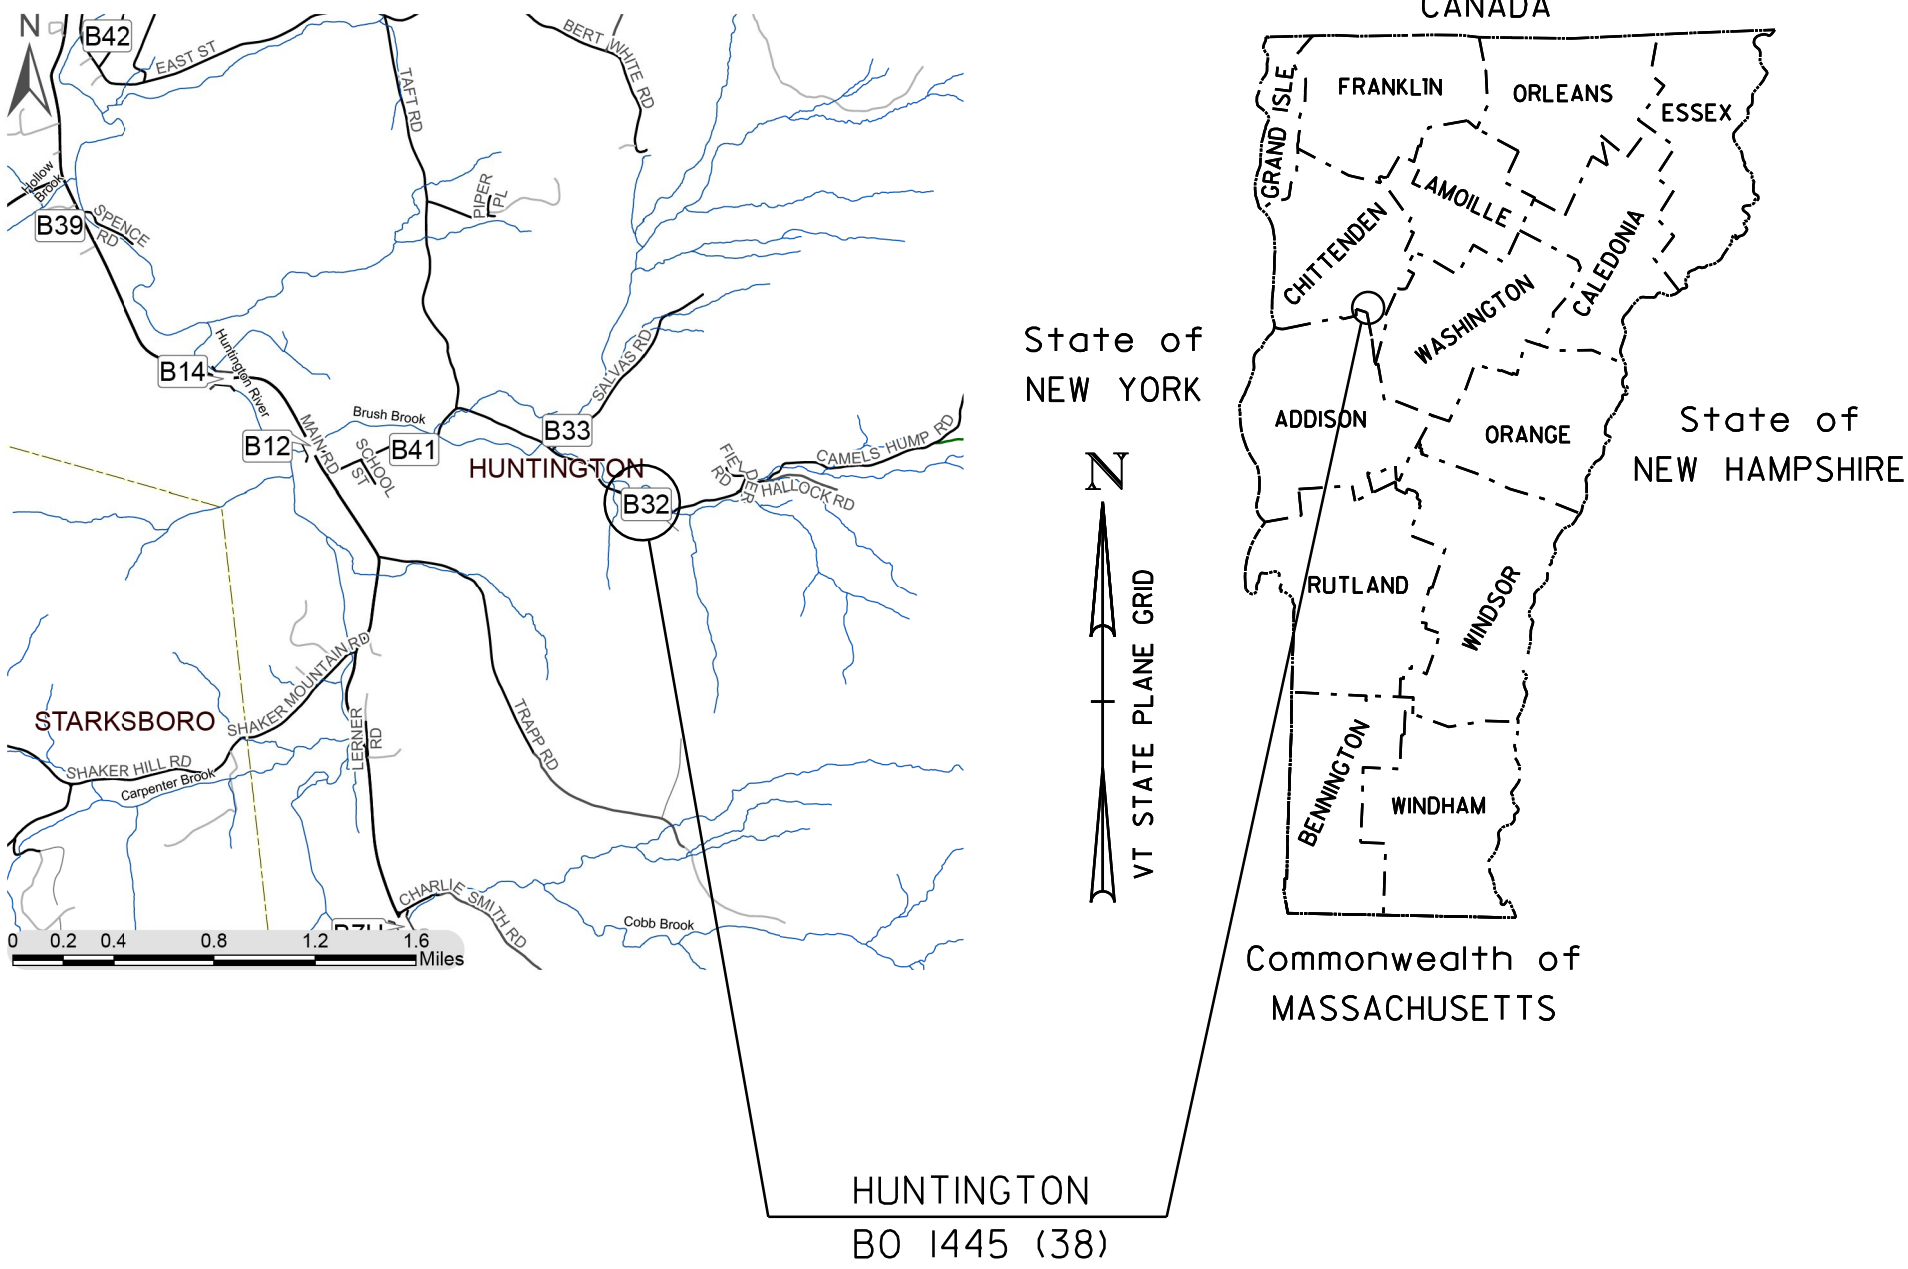 N
B42
EAST ST
TAFT RD
BERT WHITE RD
Hollow
Brook
B39
SPENCE
RD
PIPER
PL
B14
Huntington River
SALVAS RD
Brush Brook
B12
MAIN RD
SCHOOL
ST
B41
B33
HUNTINGTON
B32
FIELDER
RD
CAMELS HUMP RD
HALLOCK RD
SHAKER MOUNTAIN RD
STARKSBORO
LERNER
RD
TRAPP RD
SHAKER HILL RD
Carpenter Brook
CHARLIE SMITH RD
Cobb Brook
0 0.2 0.4 0.8 1.2 1.6
Miles
CANADA
GRAND ISLE
FRANKLIN
ORLEANS
ESSEX
LAMOILLE
CHITTENDEN
CALEDONIA
WASHINGTON
State of
NEW YORK
ADDISON
ORANGE
State of
NEW HAMPSHIRE
N
VT STATE PLANE GRID
RUTLAND
WINDSOR
BENNINGTON
WINDHAM
Commonwealth of
MASSACHUSETTS
HUNTINGTON
BO 1445 (38)